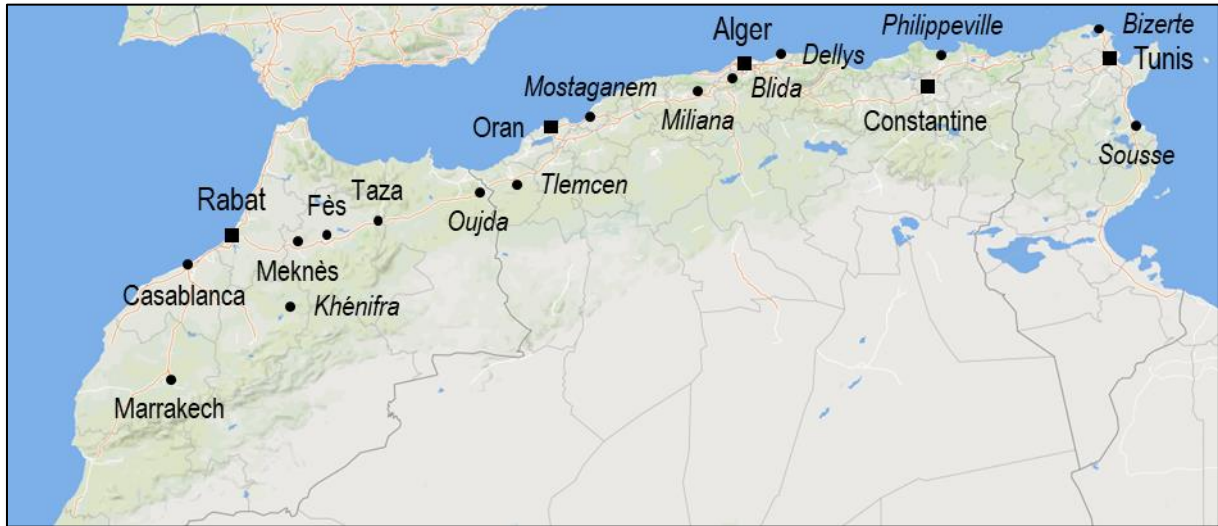 Philippeville
Bizerte
Alger
Tunis
Dellys
Mostaganem
Blida
Miliana
Constantine
Oran
Sousse
Tlemcen
Taza
Oujda
Rabat
Fès
Meknès
Casablanca
Khénifra
Marrakech